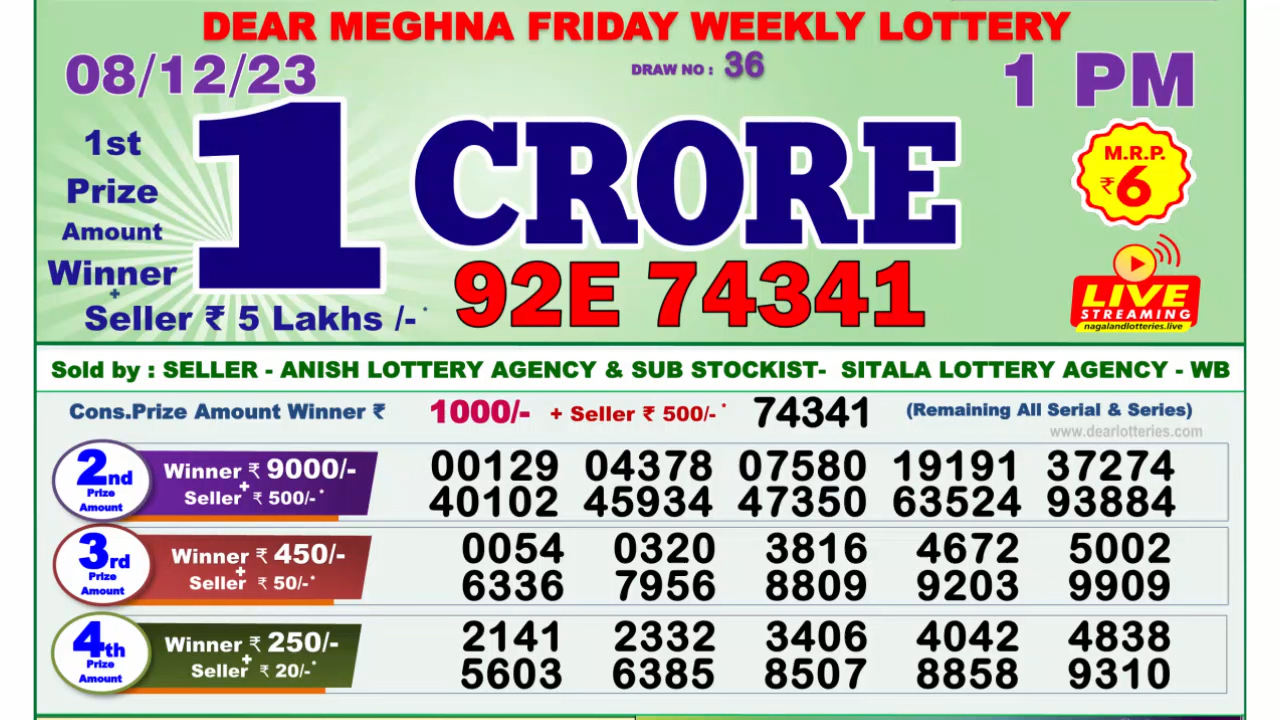 DEAR MEGHNA FRIDAY WEEKLY LOTTERY
08/12/23
DRAW NO : 36
1 PM
1st
Prize
Amount
Winner
+
Seller ₹ 5 Lakhs /-*
1 CRORE
92E 74341
M.R.P.
₹6
LIVE
STREAMING
nagalandlotteries.live
Sold by : SELLER - ANISH LOTTERY AGENCY & SUB STOCKIST- SITALA LOTTERY AGENCY - WB
Cons.Prize Amount Winner ₹ 1000/- + Seller ₹ 500/-* 74341 (Remaining All Serial & Series)
www.dearlotteries.com
2nd
Prize
Amount
Winner ₹ 9000/-
+
Seller ₹ 500/-*
00129 04378 07580 19191 37274
40102 45934 47350 63524 93884
3rd
Prize
Amount
Winner ₹ 450/-
+
Seller ₹ 50/-*
0054 0320 3816 4672 5002
6336 7956 8809 9203 9909
4th
Prize
Amount
Winner ₹ 250/-
+
Seller ₹ 20/-*
2141 2332 3406 4042 4838
5603 6385 8507 8858 9310